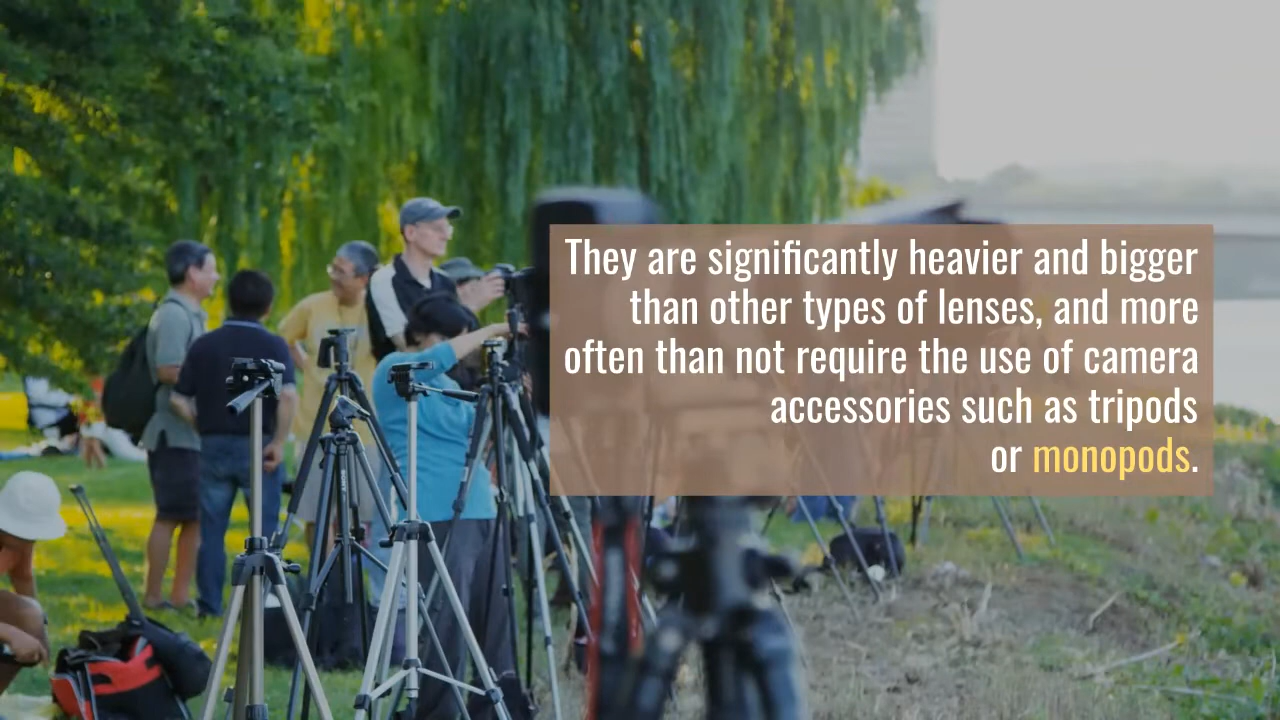 They are significantly heavier and bigger
than other types of lenses, and more
often than not require the use of camera
accessories such as tripods
or monopods.